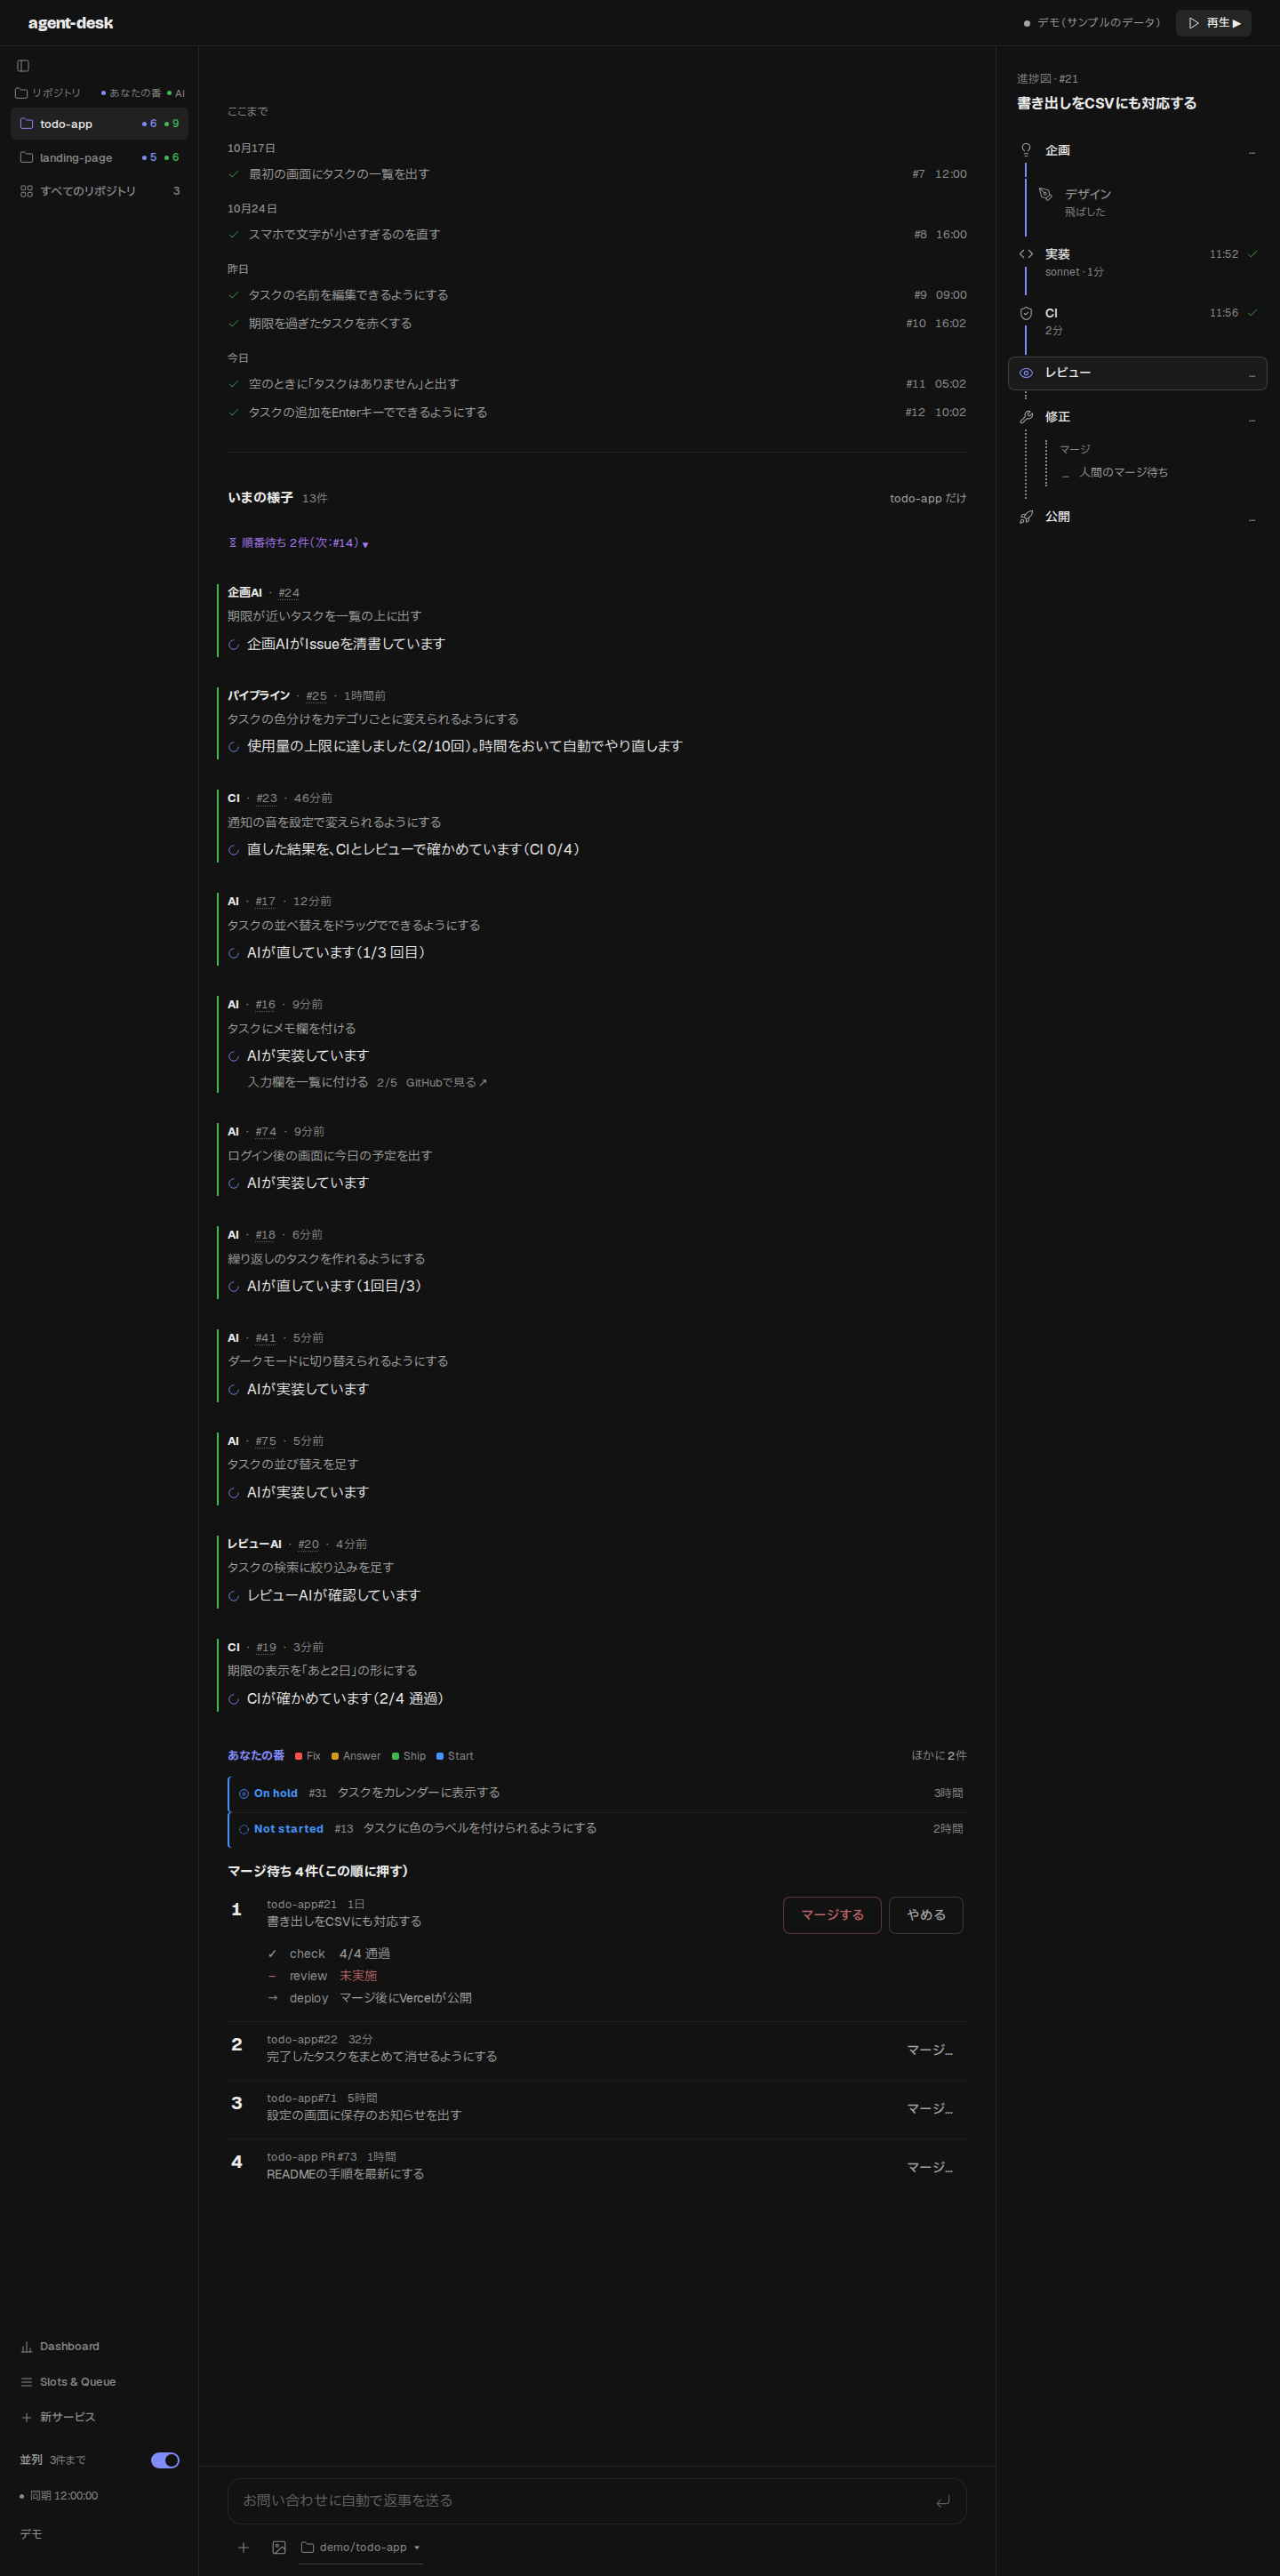 agent-desk
デモ（サンプルのデータ）
再生 ▶
リポジトリ
あなたの番 AI
todo-app 6 9
landing-page 5 6
すべてのリポジトリ 3
ここまで
10月17日
最初の画面にタスクの一覧を出す #7 12:00
10月24日
スマホで文字が小さすぎるのを直す #8 16:00
昨日
タスクの名前を編集できるようにする #9 09:00
期限を過ぎたタスクを赤くする #10 16:02
今日
空のときに「タスクはありません」と出す #11 05:02
タスクの追加をEnterキーでできるようにする #12 10:02
いまの様子 13件 todo-app だけ
順番待ち 2件（次：#14）▼
企画AI · #24
期限が近いタスクを一覧の上に出す
企画AIがIssueを清書しています
パイプライン · #25 · 1時間前
タスクの色分けをカテゴリごとに変えられるようにする
使用量の上限に達しました（2/10回）。時間をおいて自動でやり直します
CI · #23 · 46分前
通知の音を設定で変えられるようにする
直した結果を、CIとレビューで確かめています（CI 0/4）
AI · #17 · 12分前
タスクの並べ替えをドラッグでできるようにする
AIが直しています（1/3 回目）
AI · #16 · 9分前
タスクにメモ欄を付ける
AIが実装しています
入力欄を一覧に付ける 2/5 GitHubで見る ↗
AI · #74 · 9分前
ログイン後の画面に今日の予定を出す
AIが実装しています
AI · #18 · 6分前
繰り返しのタスクを作れるようにする
AIが直しています（1回目/3）
AI · #41 · 5分前
ダークモードに切り替えられるようにする
AIが実装しています
AI · #75 · 5分前
タスクの並び替えを足す
AIが実装しています
レビューAI · #20 · 4分前
タスクの検索に絞り込みを足す
レビューAIが確認しています
CI · #19 · 3分前
期限の表示を「あと2日」の形にする
CIが確かめています（2/4 通過）
あなたの番 Fix Answer Ship Start ほかに 2 件
On hold #31 タスクをカレンダーに表示する 3時間
Not started #13 タスクに色のラベルを付けられるようにする 2時間
マージ待ち 4件（この順に押す）
1 todo-app#21 1日
書き出しをCSVにも対応する
マージする やめる
✓ check 4/4 通過
– review 未実施
→ deploy マージ後にVercelが公開
2 todo-app#22 32分
完了したタスクをまとめて消せるようにする
マージ…
3 todo-app#71 5時間
設定の画面に保存のお知らせを出す
マージ…
4 todo-app PR #73 1時間
READMEの手順を最新にする
マージ…
進捗図 · #21
書き出しをCSVにも対応する
企画 …
デザイン
飛ばした
実装 11:52
sonnet · 1分
CI 11:56
2分
レビュー …
修正 …
マージ
… 人間のマージ待ち
公開 …
Dashboard
Slots & Queue
新サービス
並列 3件まで
同期 12:00:00
デモ
お問い合わせに自動で返事を送る
demo/todo-app